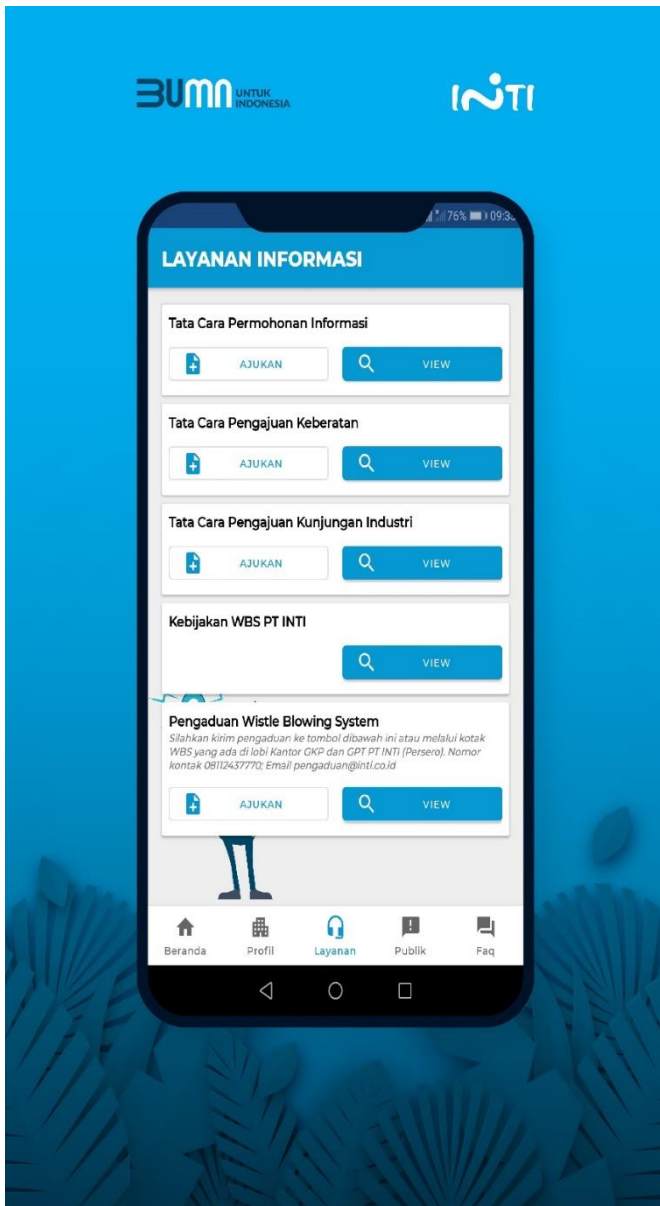 BUMN UNTUK
INDONESIA
INTI
76% 09:3
LAYANAN INFORMASI
Tata Cara Permohonan Informasi
AJUKAN VIEW
Tata Cara Pengajuan Keberatan
AJUKAN VIEW
Tata Cara Pengajuan Kunjungan Industri
AJUKAN VIEW
Kebijakan WBS PT INTI
VIEW
Pengaduan Wistle Blowing System
Silahkan kirim pengaduan ke tombol dibawah ini atau melalui kotak
WBS yang ada di lobi Kantor GKP dan GPT PT INTI (Persero). Nomor
kontak 08112437770; Email pengaduan@inti.co.id
AJUKAN VIEW
Beranda Profil Layanan Publik Faq